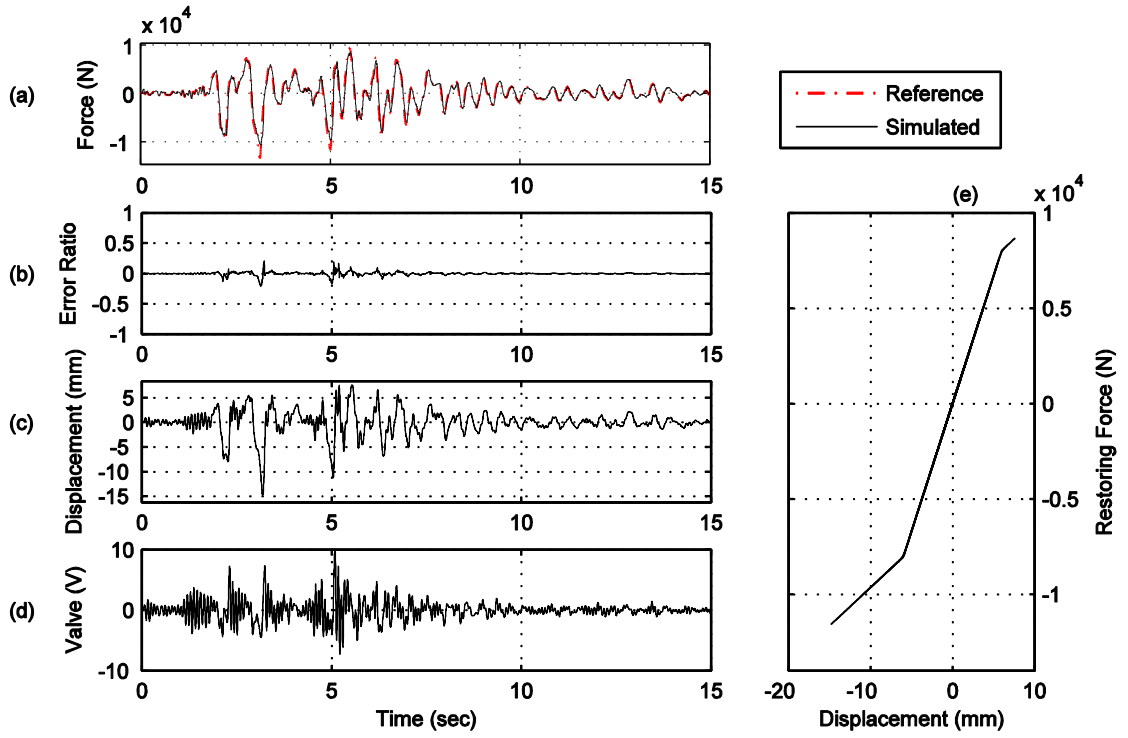 x 10^4
1
0
-1
(a)
Force (N)
0 5 10 15
Reference
Simulated
1
0.5
0
-0.5
-1
(b)
Error Ratio
0 5 10 15
5
0
-5
-10
-15
(c)
Displacement (mm)
0 5 10 15
10
0
-10
(d)
Valve (V)
0 5 10 15
Time (sec)
(e)
x 10^4
1
0.5
0
-0.5
-1
Restoring Force (N)
-20 -10 0 10
Displacement (mm)